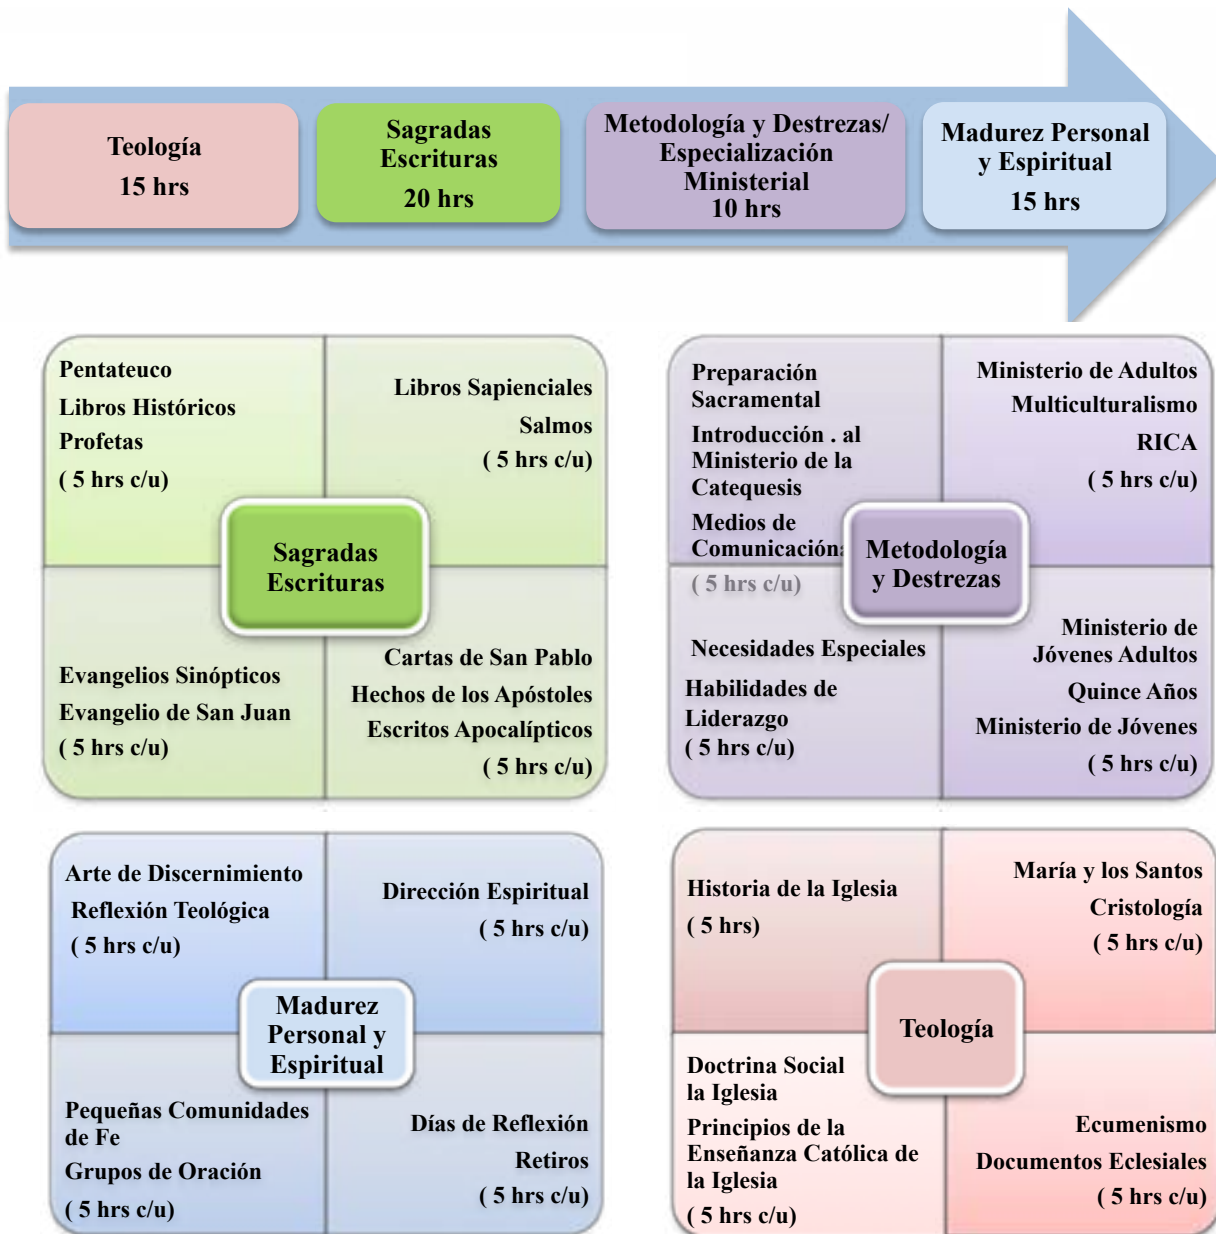 Teología
15 hrs
Sagradas
Escrituras
20 hrs
Metodología y Destrezas/
Especialización
Ministerial
10 hrs
Madurez Personal
y Espiritual
15 hrs
Pentateuco
Libros Históricos
Profetas
( 5 hrs c/u)
Libros Sapienciales
Salmos
( 5 hrs c/u)
Sagradas
Escrituras
Evangelios Sinópticos
Evangelio de San Juan
( 5 hrs c/u)
Cartas de San Pablo
Hechos de los Apóstoles
Escritos Apocalípticos
( 5 hrs c/u)
Preparación
Sacramental
Introducción . al
Ministerio de la
Catequesis
Medios de
Comunicación
( 5 hrs c/u)
Ministerio de Adultos
Multiculturalismo
RICA
( 5 hrs c/u)
Metodología
y Destrezas
Necesidades Especiales
Habilidades de
Liderazgo
( 5 hrs c/u)
Ministerio de
Jóvenes Adultos
Quince Años
Ministerio de Jóvenes
( 5 hrs c/u)
Arte de Discernimiento
Reflexión Teológica
( 5 hrs c/u)
Dirección Espiritual
( 5 hrs c/u)
Madurez
Personal y
Espiritual
Pequeñas Comunidades
de Fe
Grupos de Oración
( 5 hrs c/u)
Días de Reflexión
Retiros
( 5 hrs c/u)
Historia de la Iglesia
( 5 hrs)
María y los Santos
Cristología
( 5 hrs c/u)
Teología
Doctrina Social
la Iglesia
Principios de la
Enseñanza Católica de
la Iglesia
( 5 hrs c/u)
Ecumenismo
Documentos Eclesiales
( 5 hrs c/u)